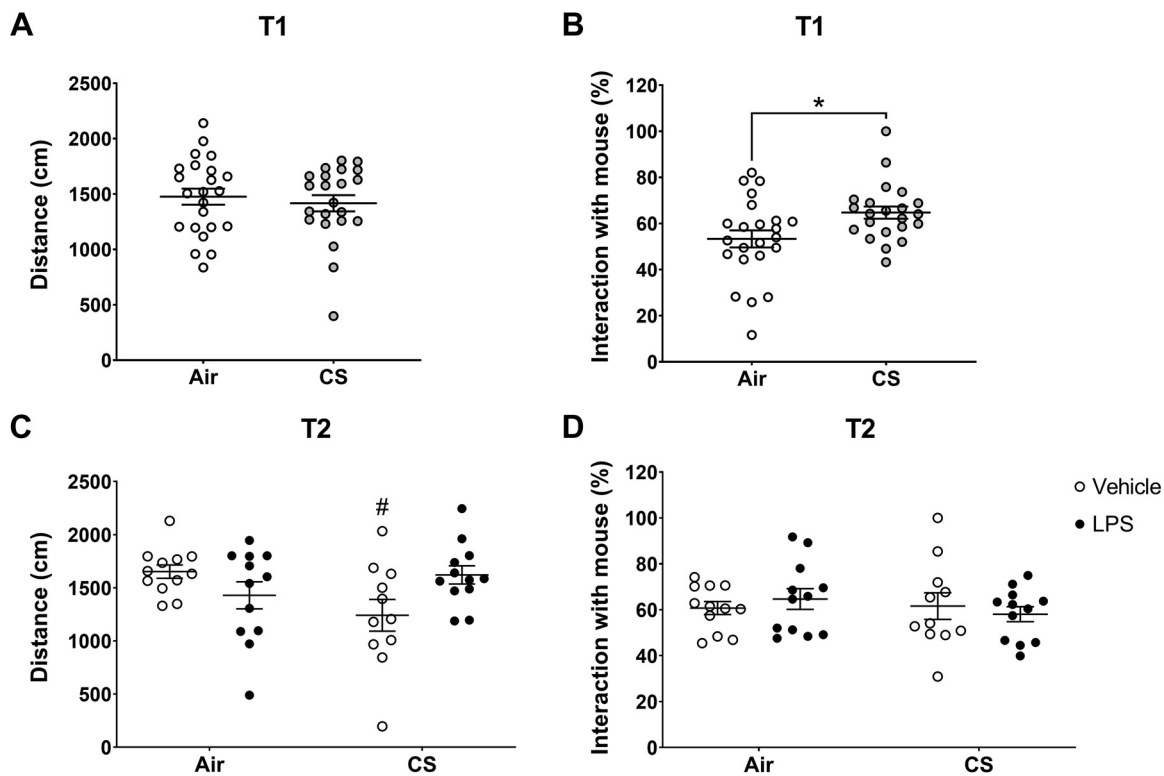 A
T1
Distance (cm)
2500
2000
1500
1000
500
0
Air
CS
B
T1
Interaction with mouse (%)
120
100
80
60
40
20
0
*
Air
CS
C
T2
Distance (cm)
2500
2000
1500
1000
500
0
#
Air
CS
D
T2
Interaction with mouse (%)
120
100
80
60
40
20
0
Air
CS
Vehicle
LPS